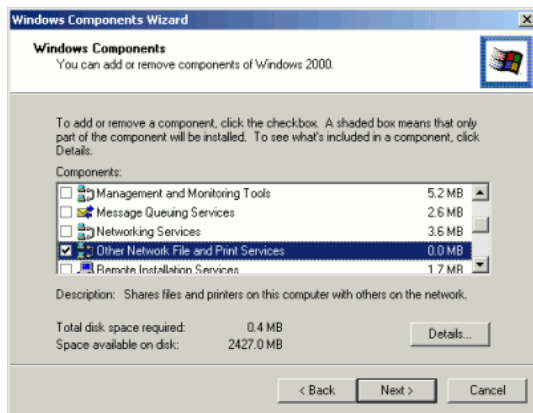 Windows Components Wizard
Windows Components
You can add or remove components of Windows 2000.
To add or remove a component, click the checkbox. A shaded box means that only
part of the component will be installed. To see what's included in a component, click
Details.
Components:
Management and Monitoring Tools 5.2 MB
Message Queuing Services 2.6 MB
Networking Services 3.6 MB
Other Network File and Print Services 0.0 MB
Remote Installation Services 1.7 MB
Description: Shares files and printers on this computer with others on the network.
Total disk space required: 0.4 MB
Space available on disk: 2427.0 MB
Details...
< Back Next > Cancel